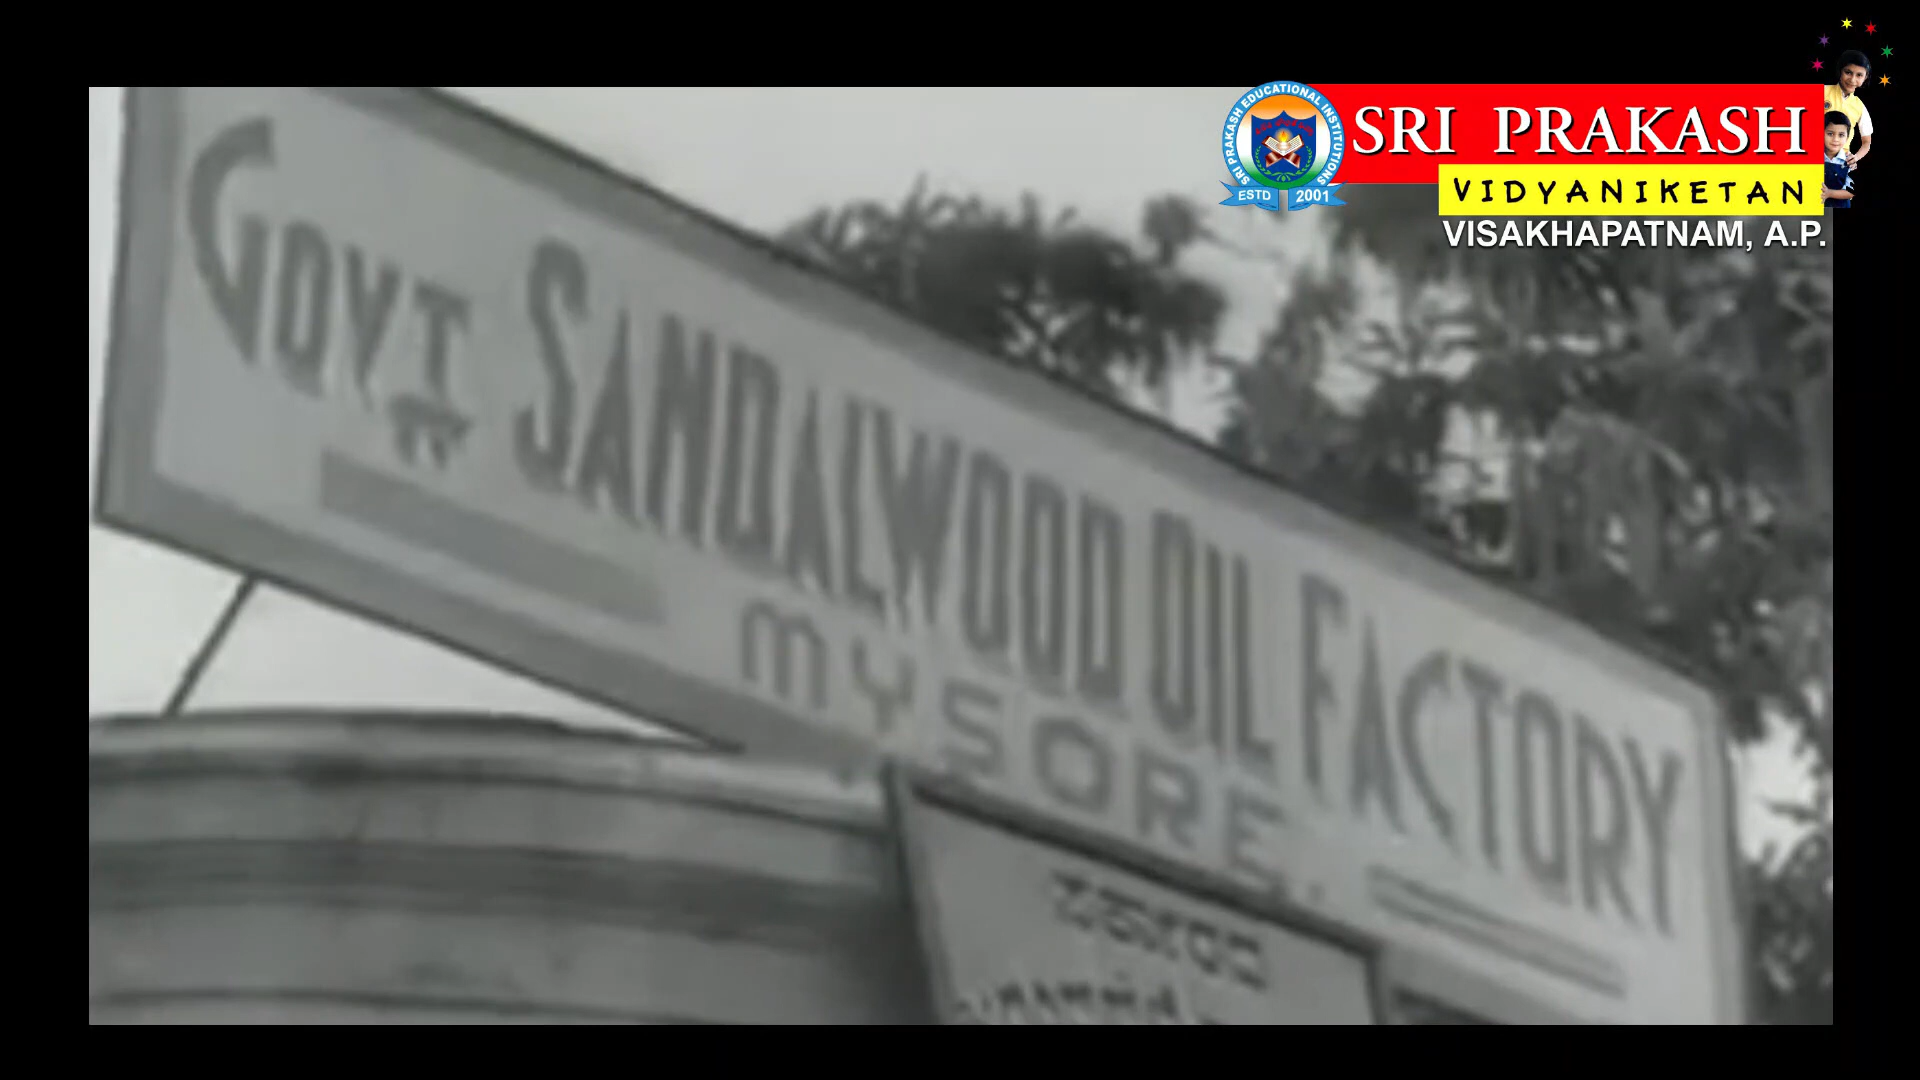 SRI PRAKASH EDUCATIONAL INSTITUTIONS
ESTD 2001
SRI PRAKASH
VIDYANIKETAN
VISAKHAPATNAM, A.P.
GOVT SANDALWOOD OIL FACTORY
MYSORE.